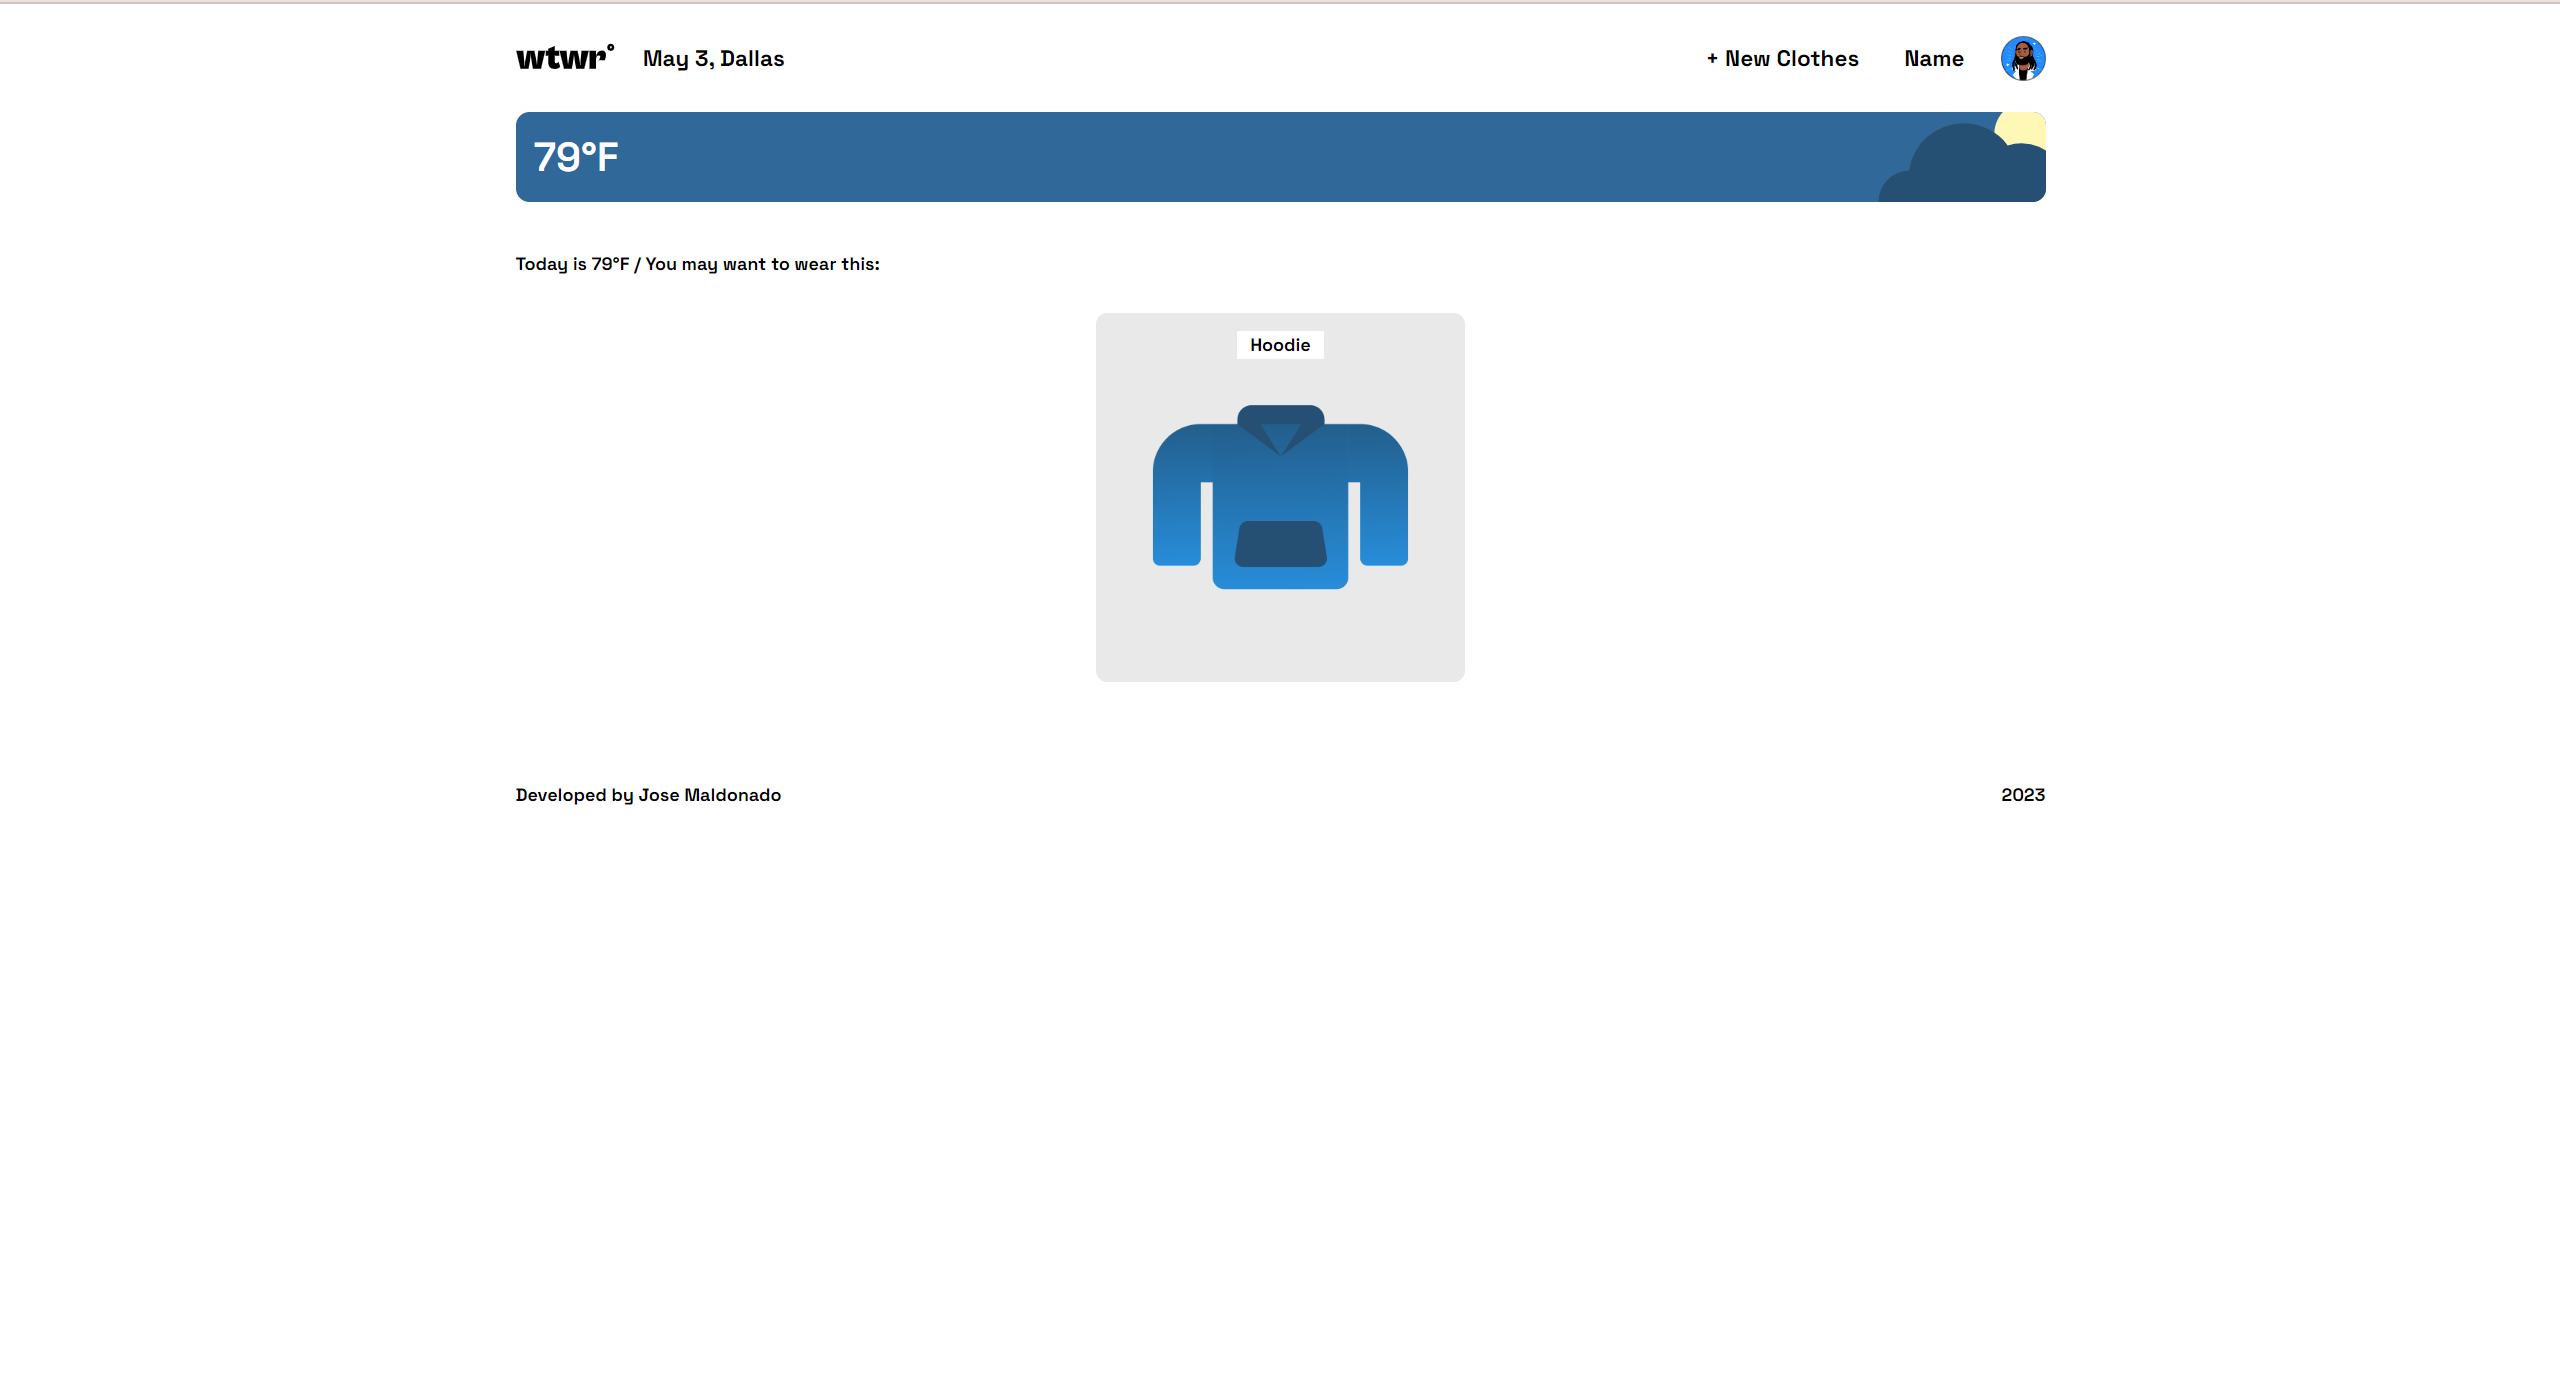 wtwr° May 3, Dallas + New Clothes Name
79°F
Today is 79°F / You may want to wear this:
Hoodie
Developed by Jose Maldonado 2023